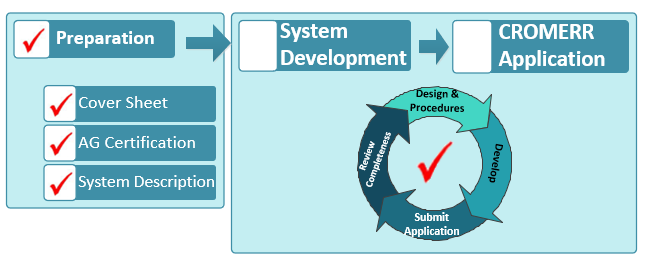 Preparation
Cover Sheet
AG Certification
System Description
System
Development
CROMERR
Application
Design &
Procedures
Develop
Submit
Application
Review
Completeness